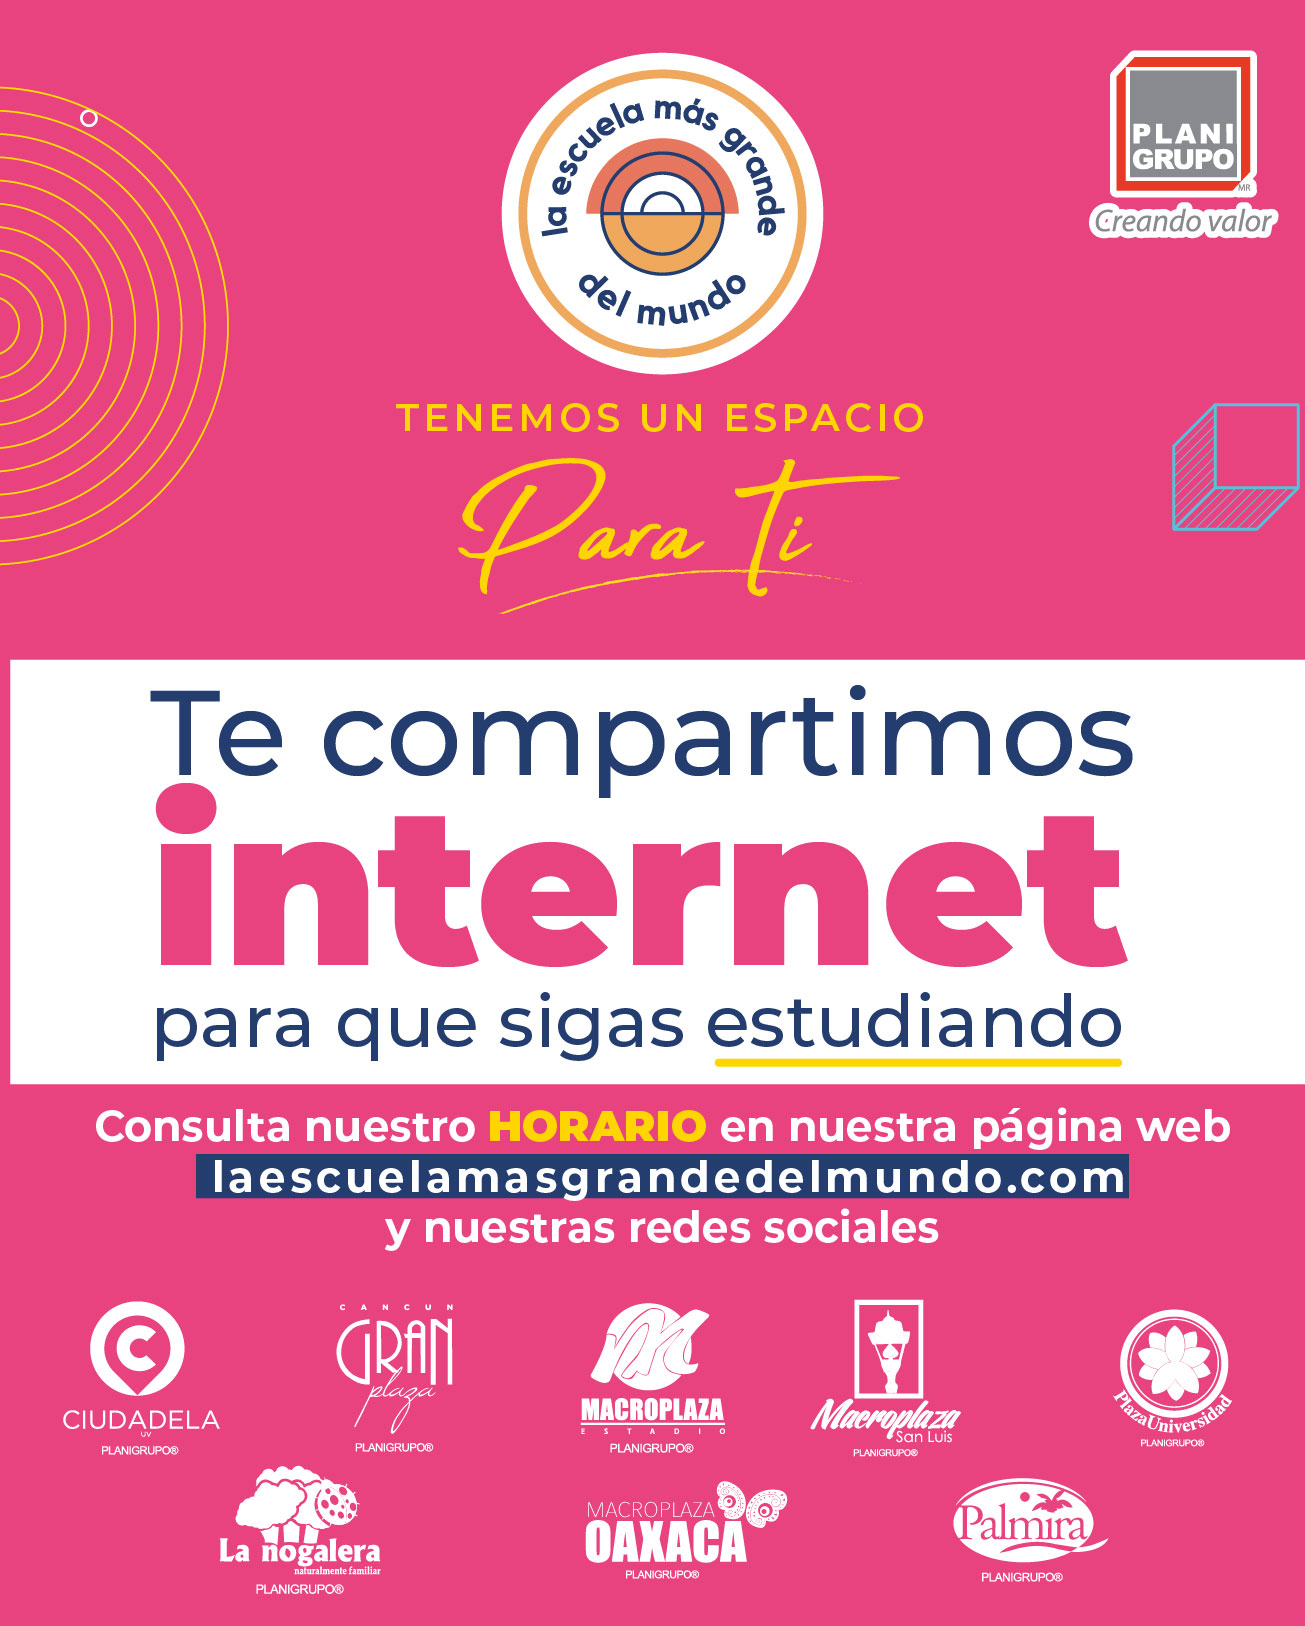 la escuela más grande
del mundo
PLANI
GRUPO
MR
Creando valor
TENEMOS UN ESPACIO
Para Ti
Te compartimos
internet
para que sigas estudiando
Consulta nuestro HORARIO en nuestra página web
laescuelamasgrandedelmundo.com
y nuestras redes sociales
C
CIUDADELA
UV
PLANIGRUPO®
CANCUN
GRAN
plaza
PLANIGRUPO®
M
MACROPLAZA
ESTADIO
PLANIGRUPO®
Macroplaza
San Luis
PLANIGRUPO®
Plaza Universidad
PLANIGRUPO®
La nogalera
naturalmente familiar
PLANIGRUPO®
MACROPLAZA
OAXACA
PLANIGRUPO®
Palmira
PLANIGRUPO®